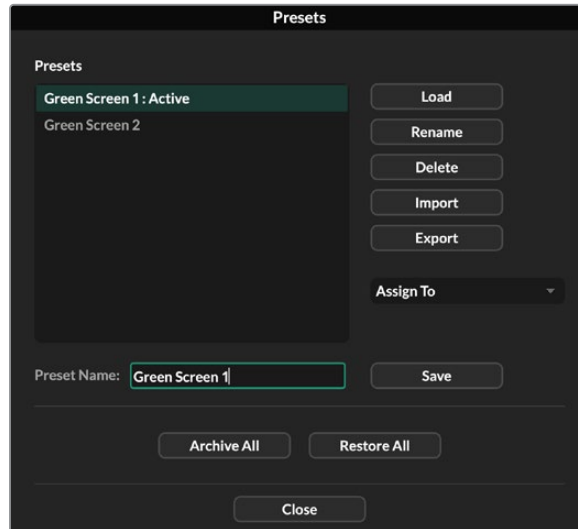 Presets
Presets
Green Screen 1 : Active
Green Screen 2
Load
Rename
Delete
Import
Export
Assign To
Preset Name: Green Screen 1
Save
Archive All
Restore All
Close